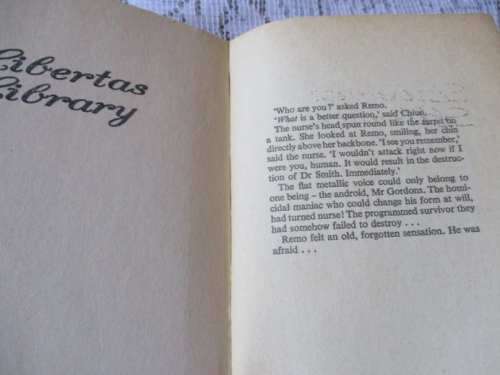 Libertas
Library
'Who are you?' asked Remo.
'What is a better question,' said Chiun.
The nurse's head spun round like the turret on
a tank. She looked at Remo, smiling, her chin
directly above her backbone. 'I see you remember,'
said the nurse. 'I wouldn't attack right now if I
were you, human. It would result in the destruc-
tion of Dr Smith. Immediately.'
The flat metallic voice could only belong to
one being – the android, Mr Gordons. The homi-
cidal maniac who could change his form at will,
had turned nurse! The programmed survivor they
had somehow failed to destroy . . .
Remo felt an old, forgotten sensation. He was
afraid . . .